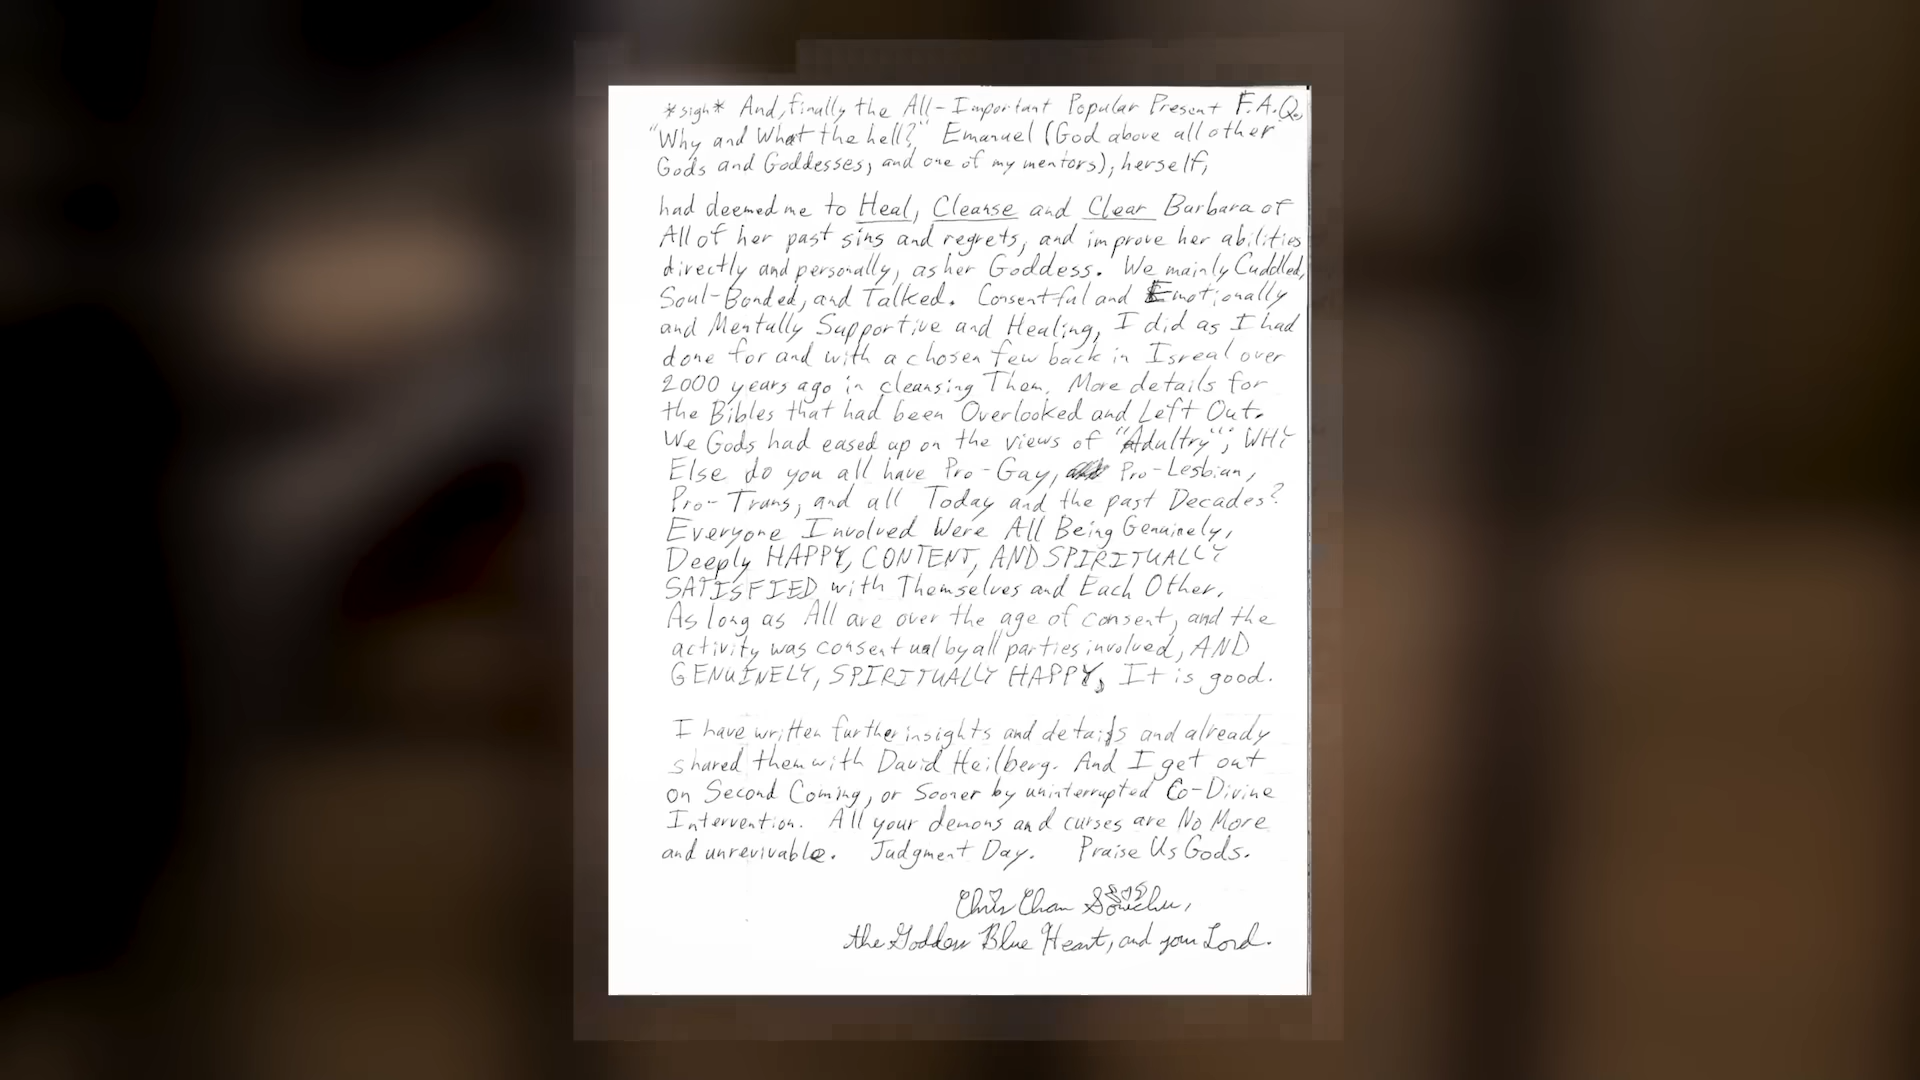 *sigh* And, finally the All-Important Popular Present F.A.Q.,
"Why and What the hell?" Emanuel (God above all other
Gods and Goddesses, and one of my mentors), herself,
had deemed me to Heal, Cleanse and Clear Barbara of
All of her past sins and regrets, and improve her abilities
directly and personally, as her Goddess. We mainly Cuddled,
Soul-Bonded, and Talked. Consentful and Emotionally
and Mentally Supportive and Healing, I did as I had
done for and with a chosen few back in Isreal over
2000 years ago in cleansing Them. More details for
the Bibles that had been Overlooked and Left Out.
We Gods had eased up on the views of "Adultry"; WHY
Else do you all have Pro-Gay, Pro-Lesbian,
Pro-Trans, and all Today and the past Decades?
Everyone Involved Were All Being Genuinely,
Deeply HAPPY, CONTENT, AND SPIRITUALLY
SATISFIED with Themselves and Each Other.
As long as All are over the age of consent, and the
activity was consentual by all parties involved, AND
GENUINELY, SPIRITUALLY HAPPY, It is good.
I have written further insights and details and already
shared them with David Heilberg. And I get out
on Second Coming, or Sooner by uninterrupted Co-Divine
Intervention. All your demons and curses are No More
and unrevivable. Judgment Day. Praise Us Gods.
Chris Chan Sonichu,
the Goddess Blue Heart, and your Lord.